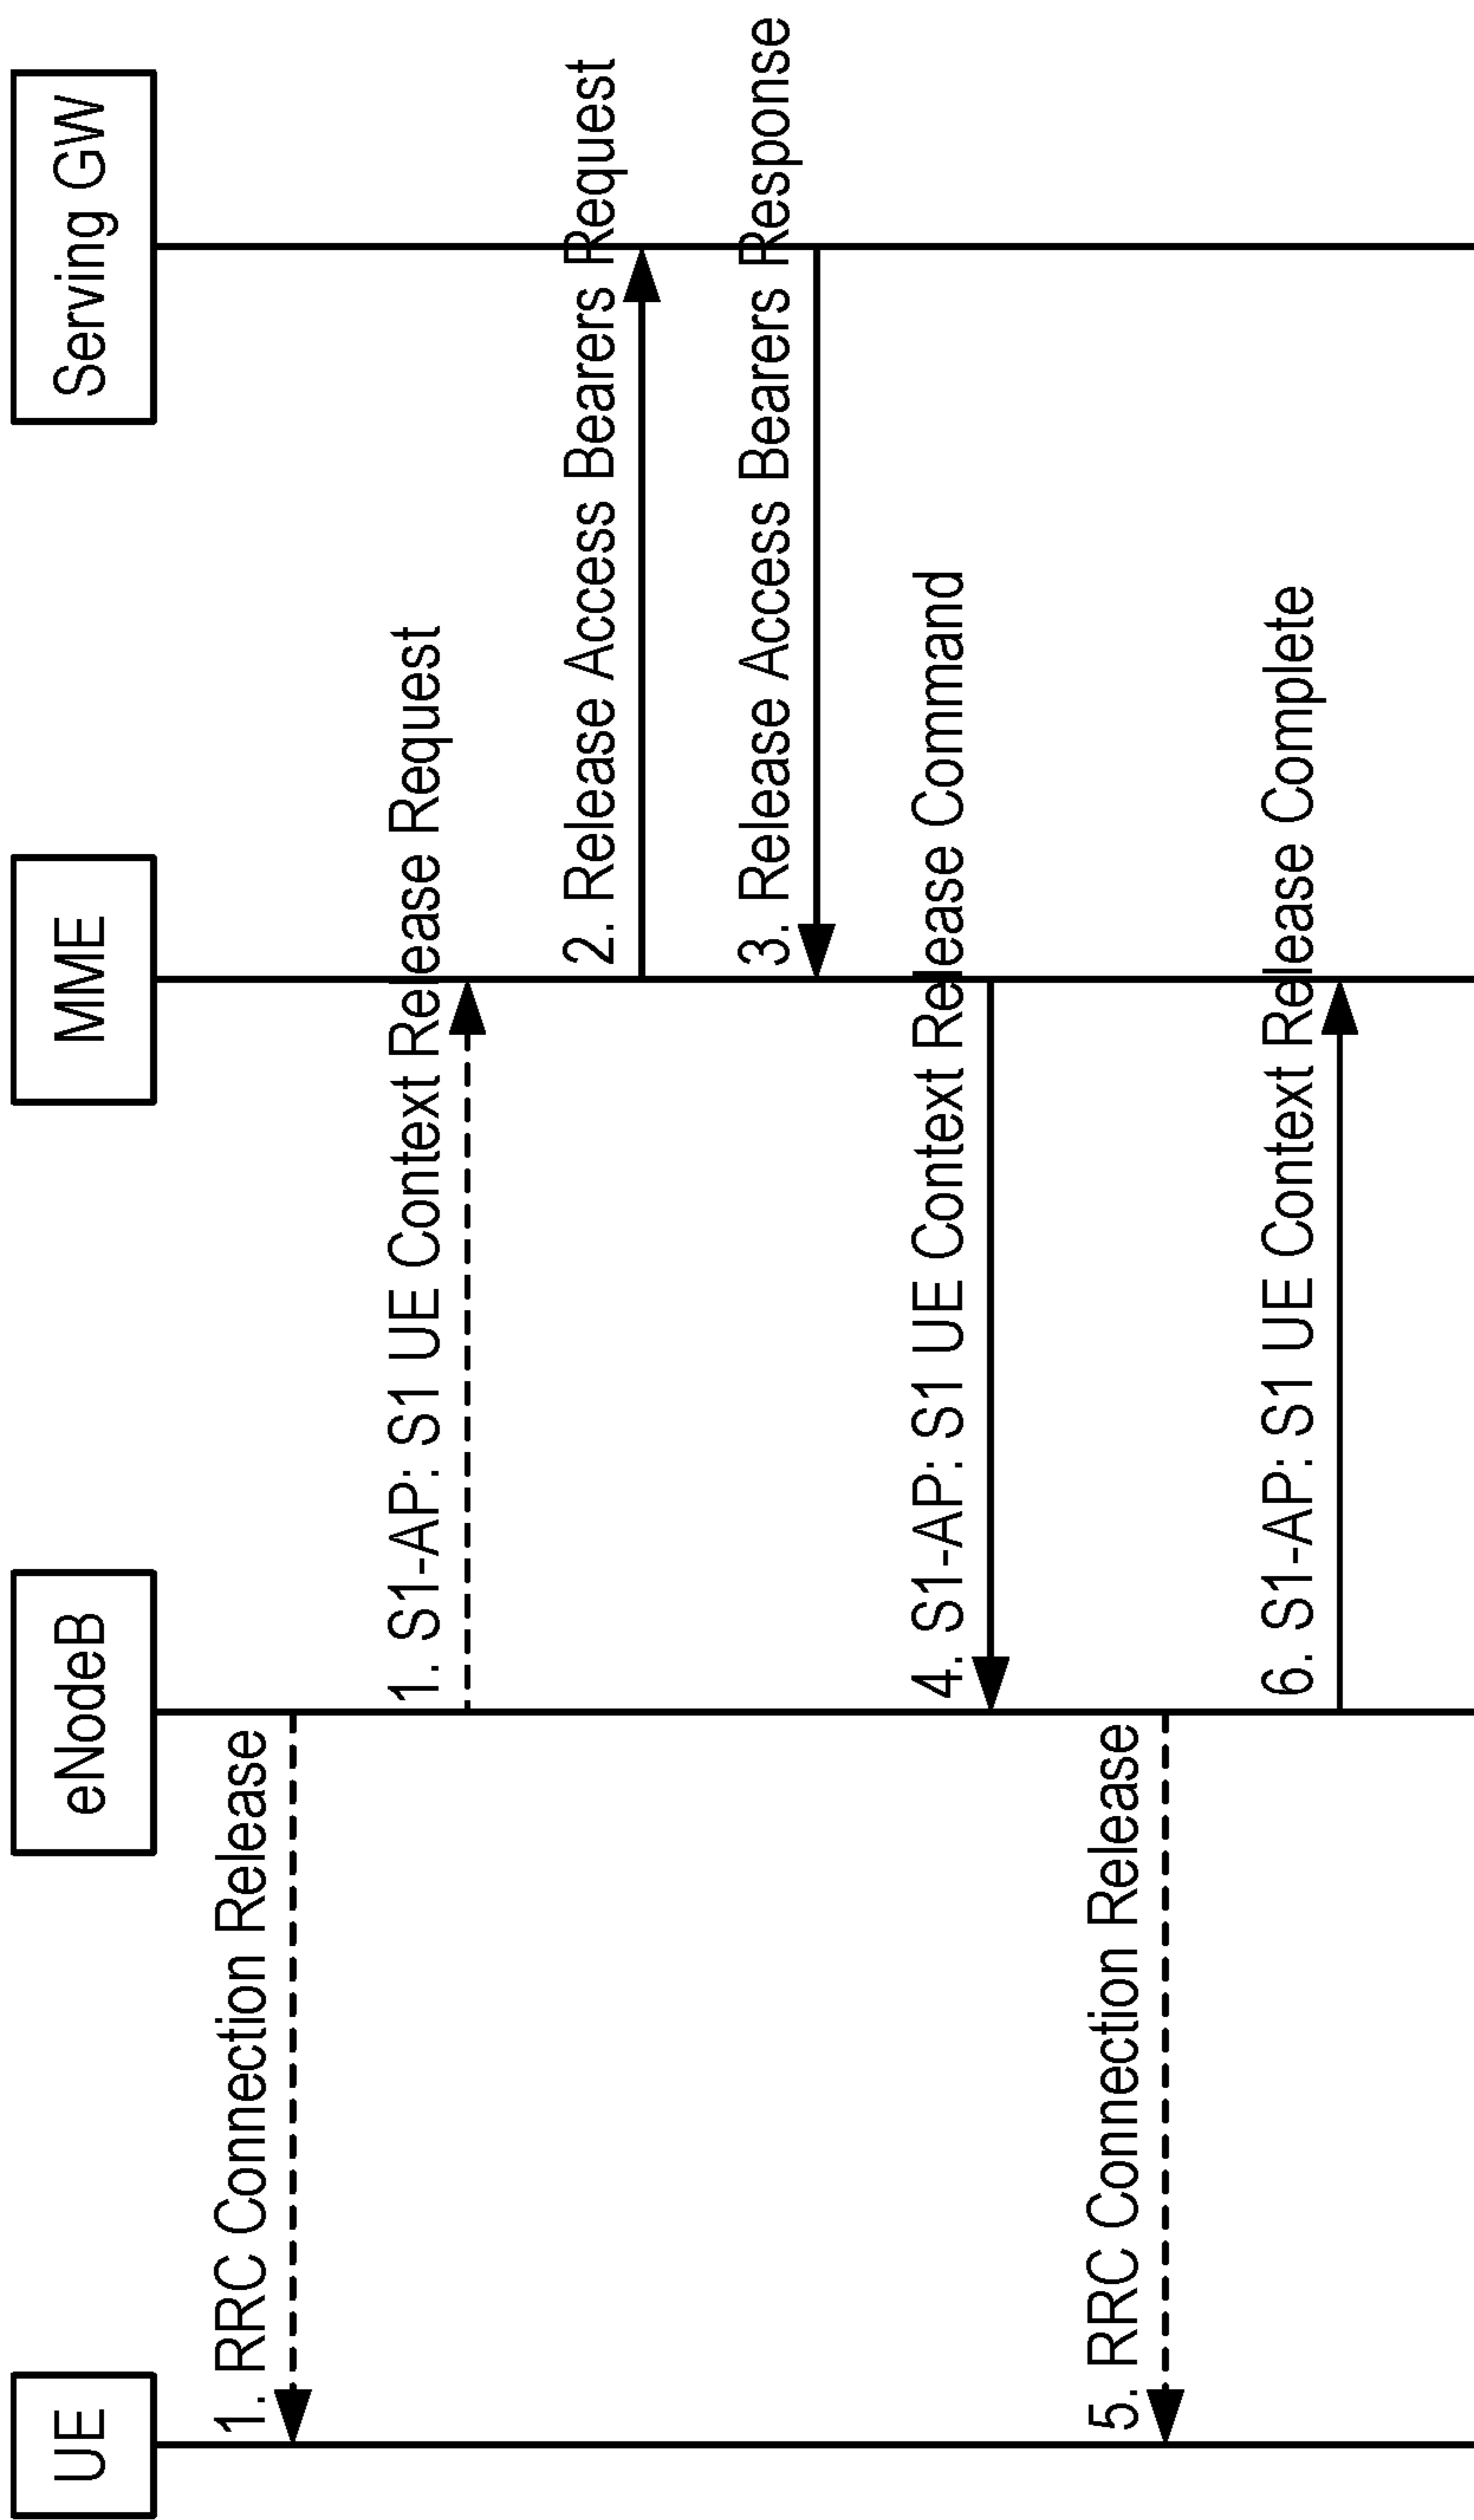 UE
eNodeB
MME
Serving GW
1. RRC Connection Release
1. S1-AP: S1 UE Context Release Request
2. Release Access Bearers Request
3. Release Access Bearers Response
4. S1-AP: S1 UE Context Release Command
5. RRC Connection Release
6. S1-AP: S1 UE Context Release Complete